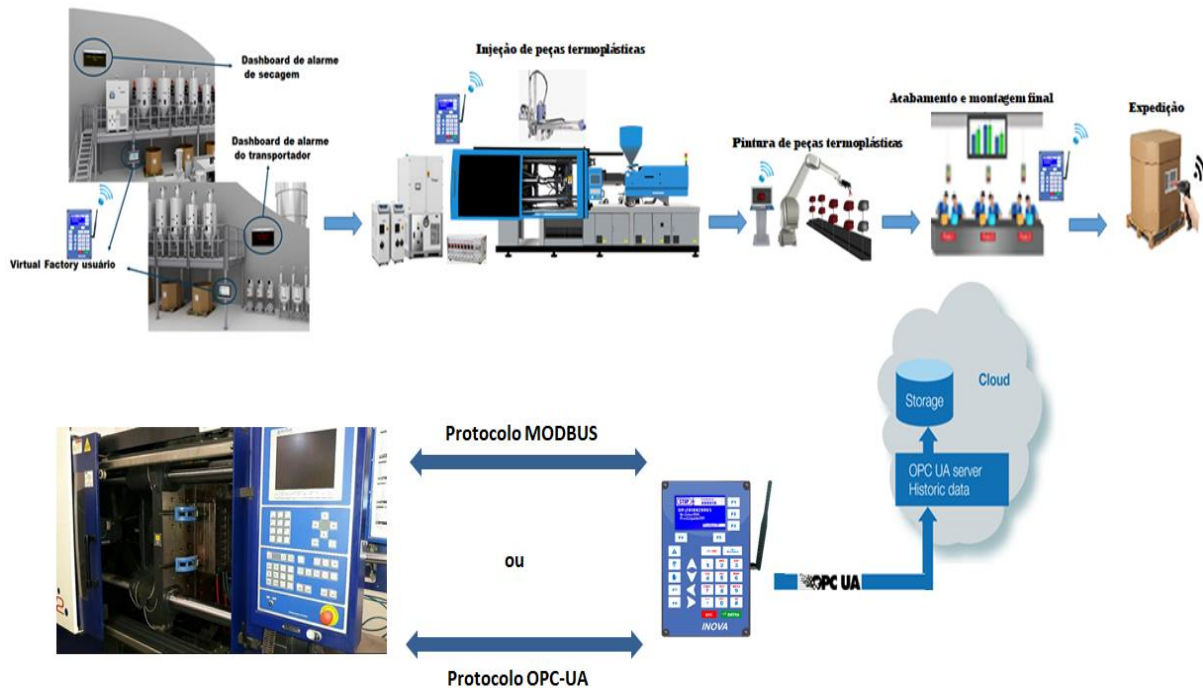 Dashboard de alarme
de secagem
Dashboard de alarme
do transportador
Virtual Factory usuário
Injeção de peças termoplásticas
Pintura de peças termoplásticas
Acabamento e montagem final
Expedição
Protocolo MODBUS
ou
Protocolo OPC-UA
INOVA
OPC UA
Cloud
Storage
OPC UA server
Historic data